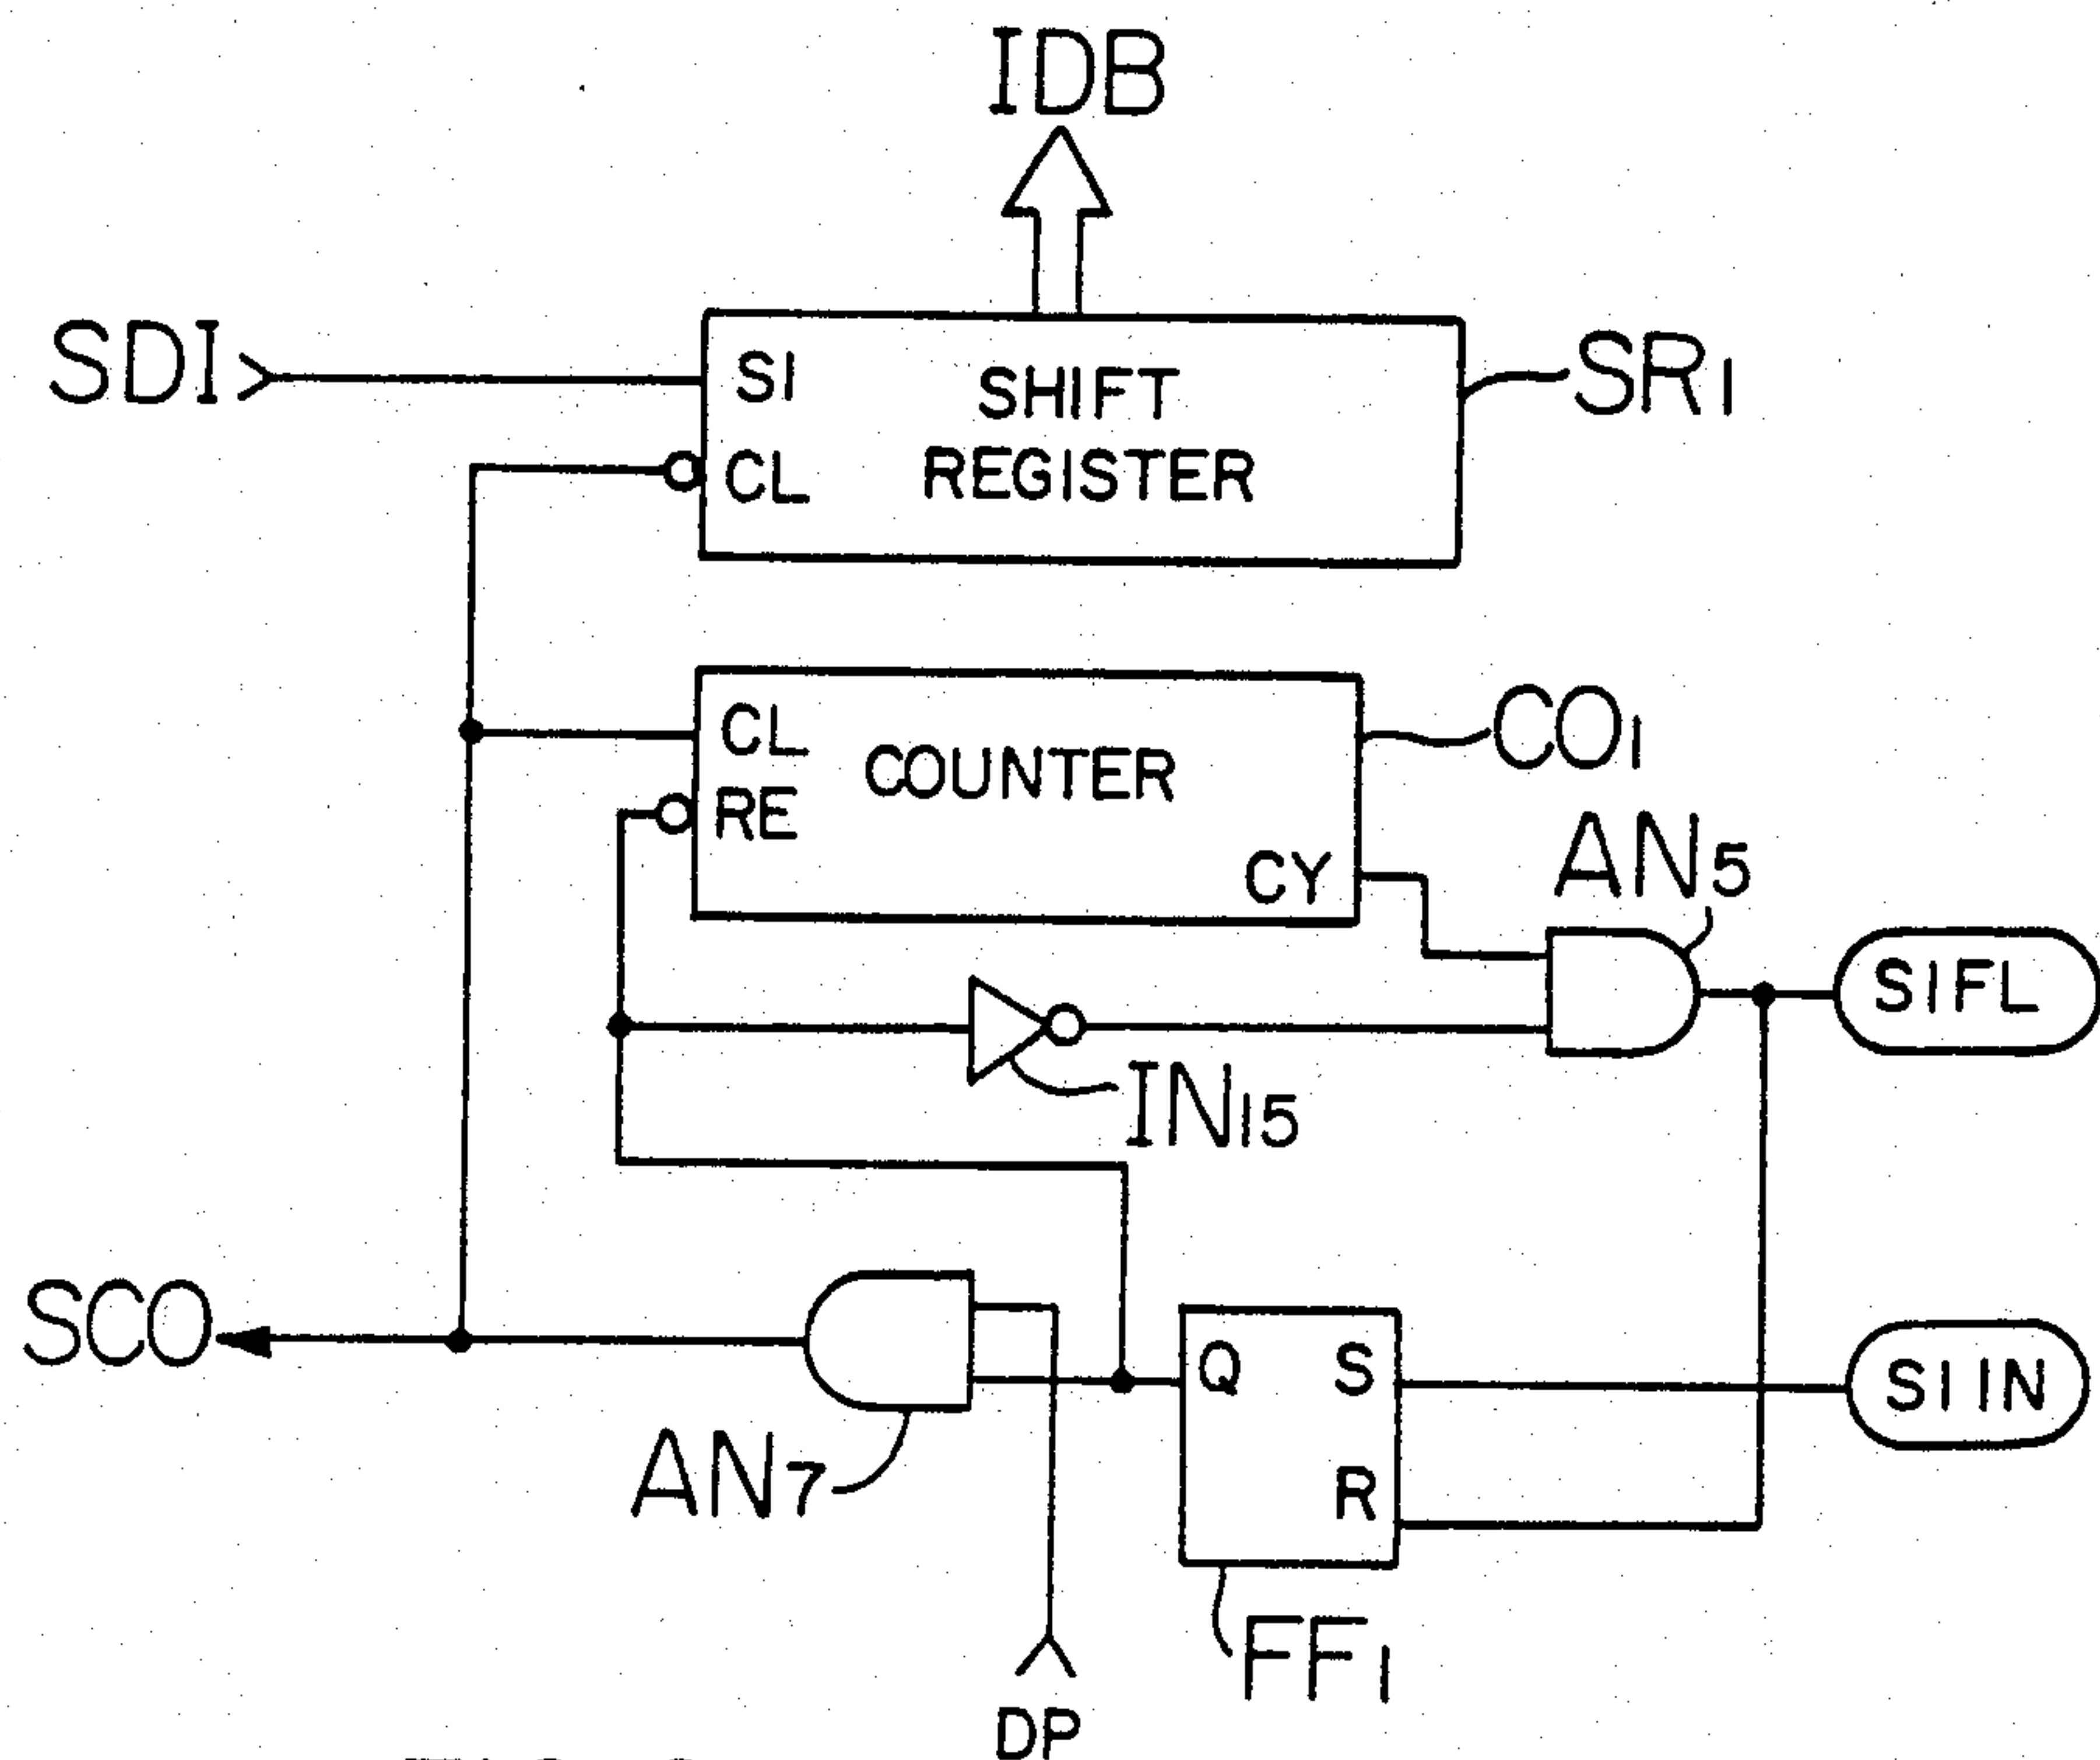 IDB
SDI
SI
SHIFT
SR1
CL
REGISTER
CL
COUNTER
CO1
RE
CY
AN5
SIFL
IN15
SCO
Q
S
SIIN
AN7
R
FF1
DP